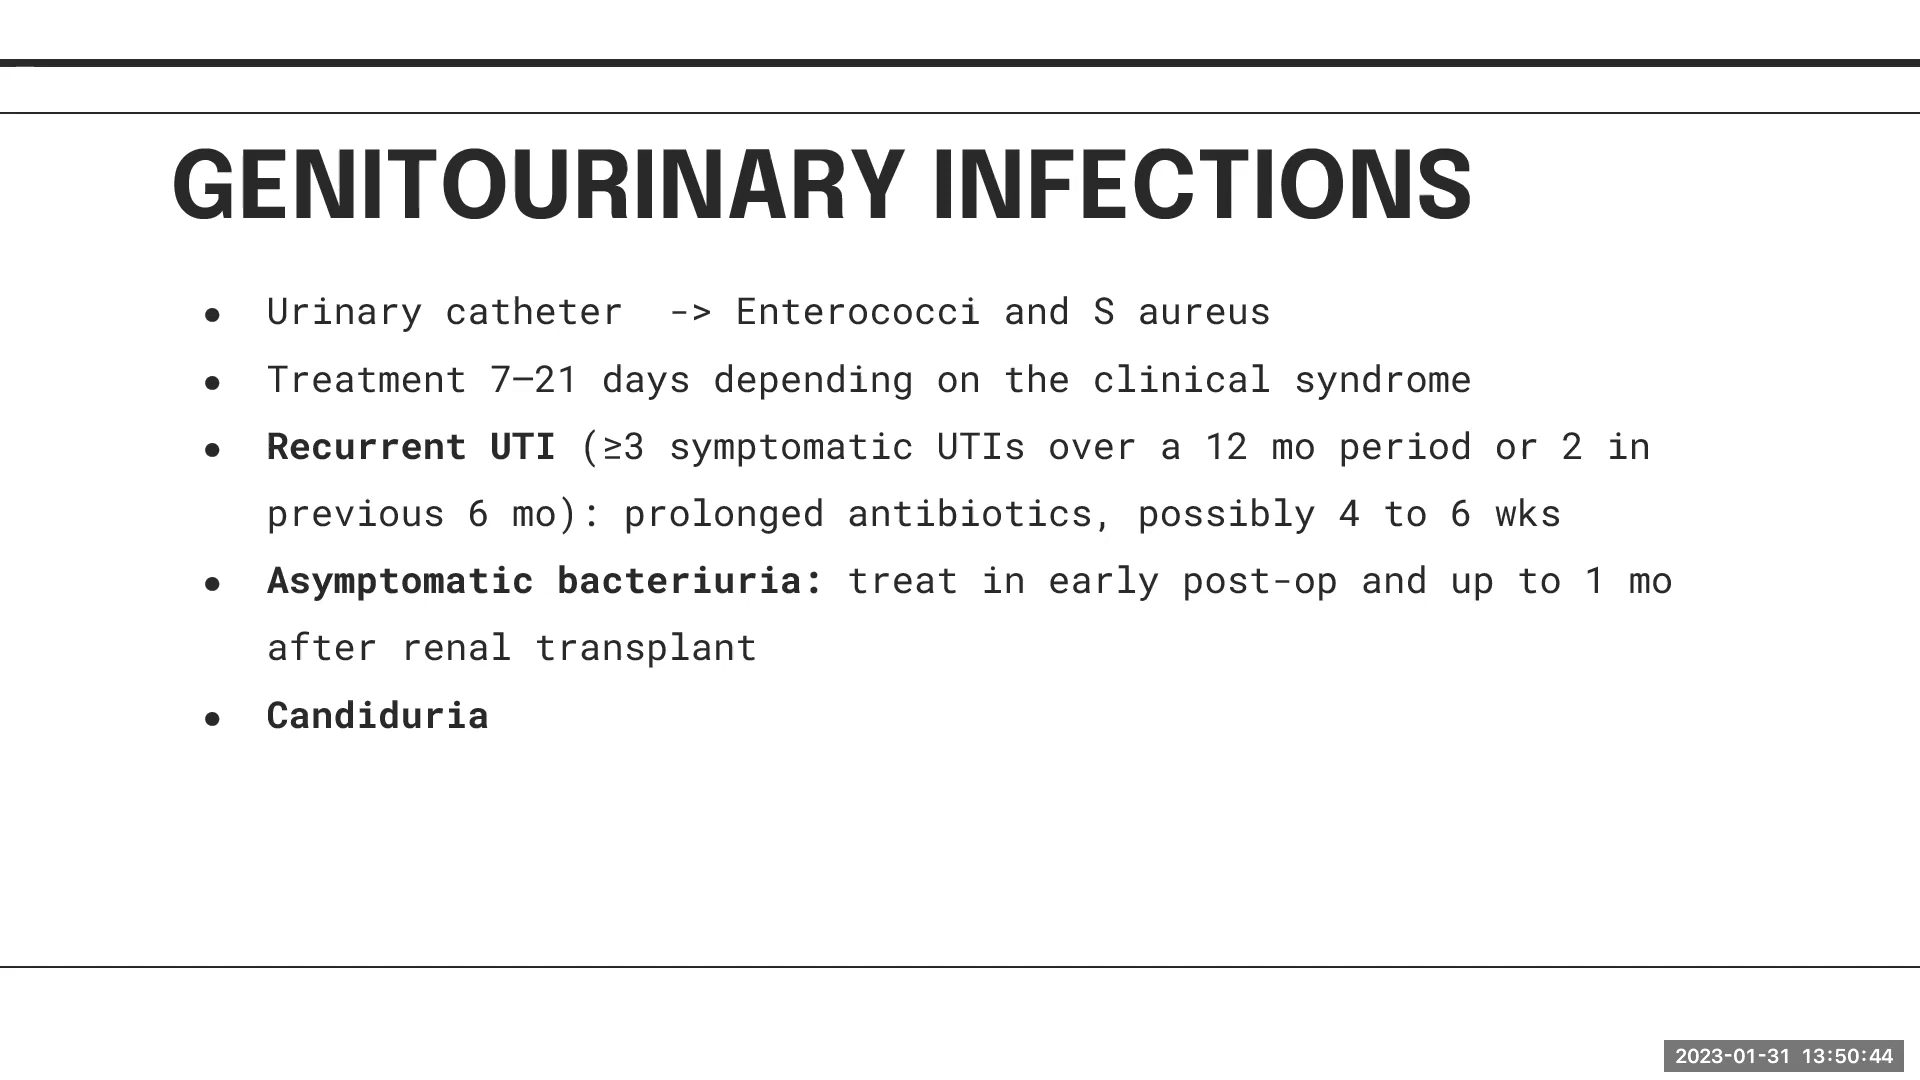 GENITOURINARY INFECTIONS
● Urinary catheter  -> Enterococci and S aureus
● Treatment 7–21 days depending on the clinical syndrome
● Recurrent UTI (≥3 symptomatic UTIs over a 12 mo period or 2 in
previous 6 mo): prolonged antibiotics, possibly 4 to 6 wks
● Asymptomatic bacteriuria: treat in early post-op and up to 1 mo
after renal transplant
● Candiduria
2023-01-31 13:50:44